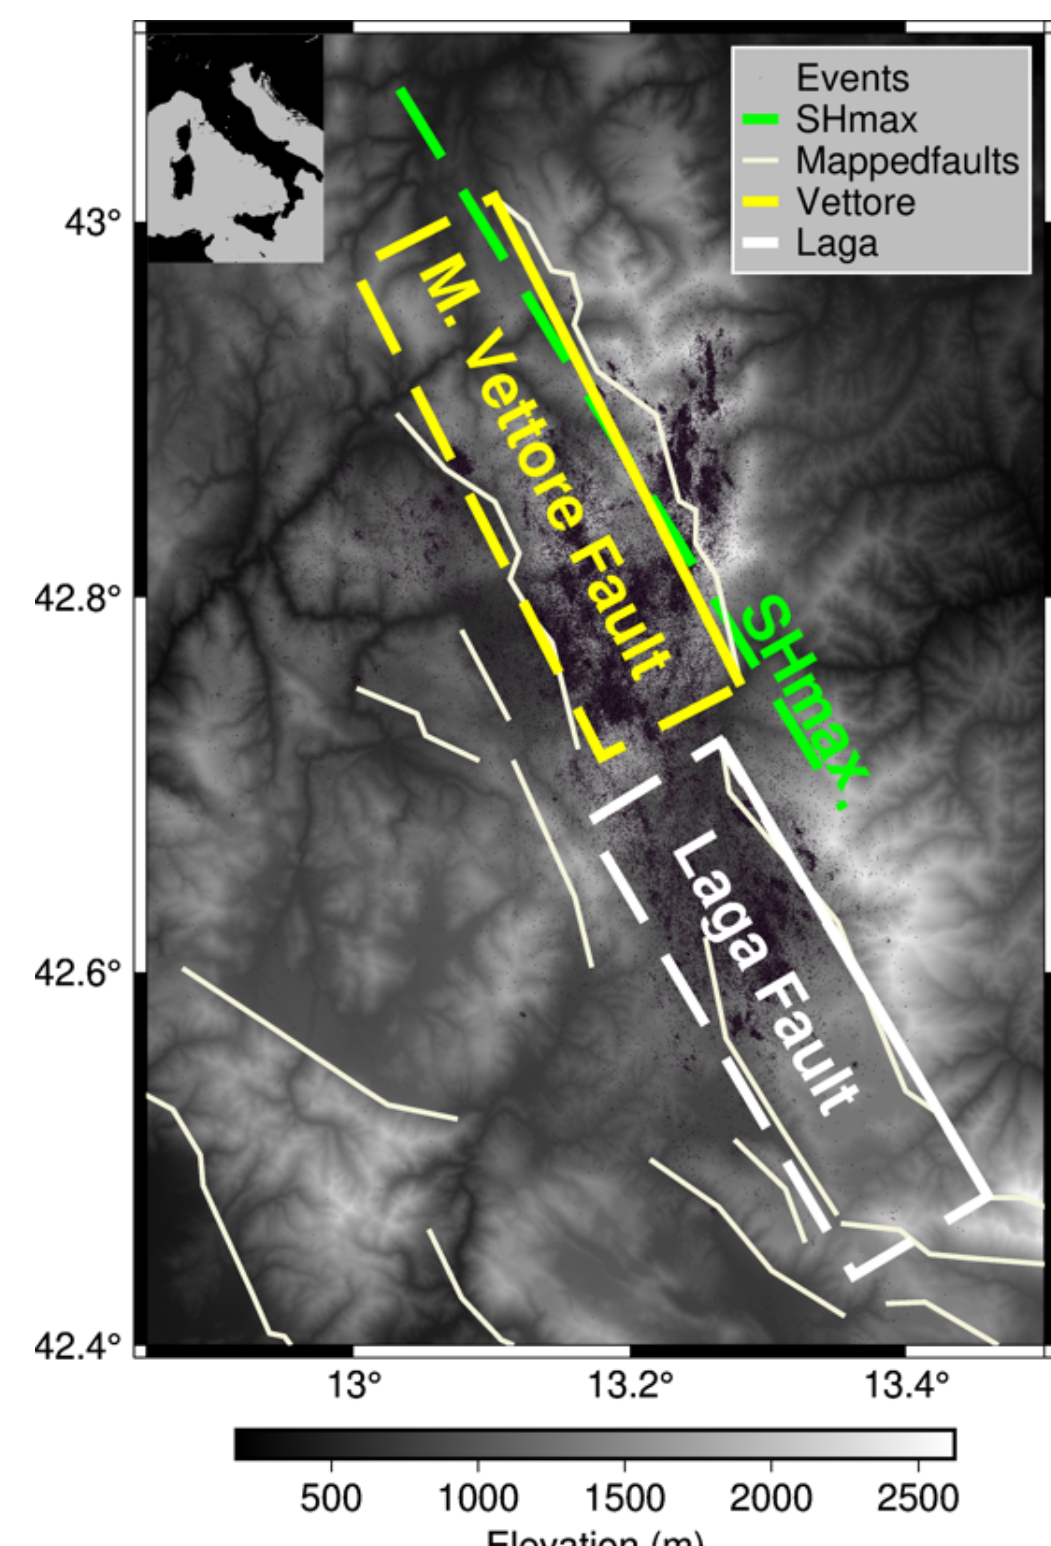 Events
SHmax
Mappedfaults
Vettore
Laga
43°
42.8°
42.6°
42.4°
M. Vettore Fault
SHmax.
Laga Fault
13°
13.2°
13.4°
500
1000
1500
2000
2500
Elevation (m)